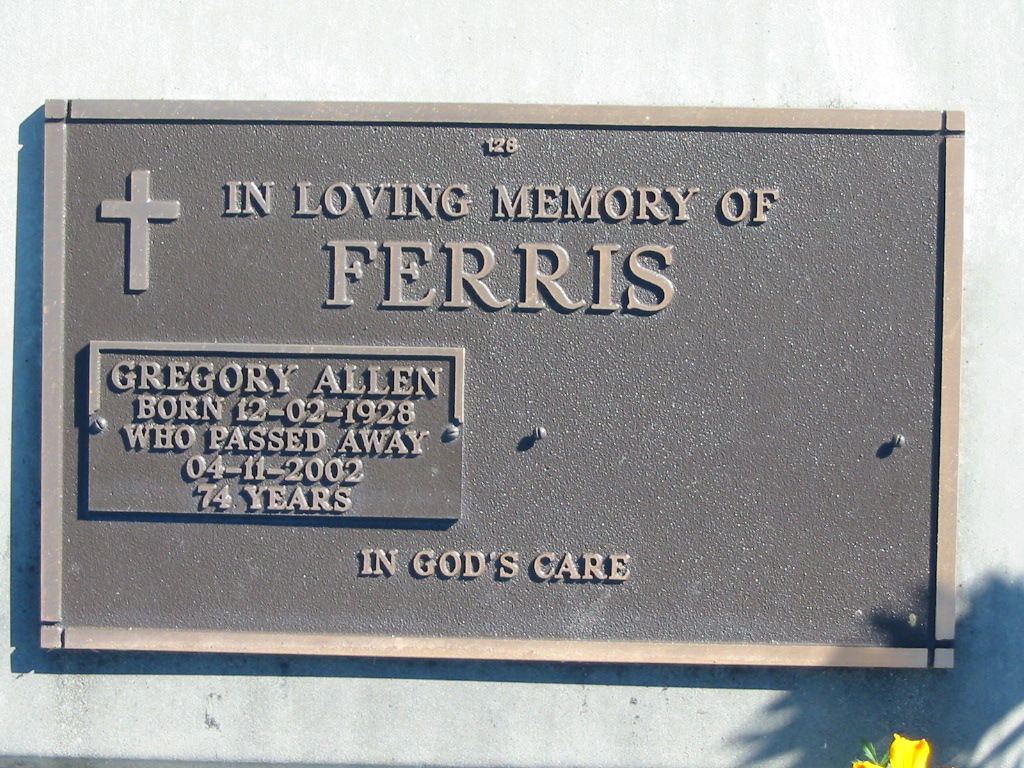 128
IN LOVING MEMORY OF
FERRIS
GREGORY ALLEN
BORN 12-02-1928
WHO PASSED AWAY
04-11-2002
74 YEARS
IN GOD'S CARE